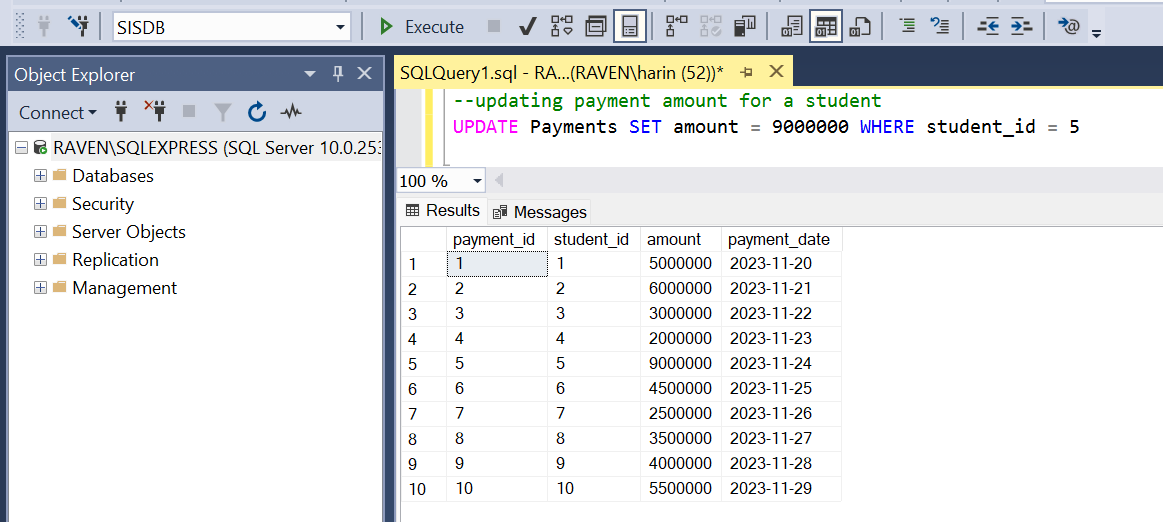 SISDB
Execute
Object Explorer
Connect
RAVEN\SQLEXPRESS (SQL Server 10.0.253
Databases
Security
Server Objects
Replication
Management
SQLQuery1.sql - RA...(RAVEN\harin (52))*
--updating payment amount for a student
UPDATE Payments SET amount = 9000000 WHERE student_id = 5
100 %
Results Messages
payment_id student_id amount payment_date
1 1 1 5000000 2023-11-20
2 2 2 6000000 2023-11-21
3 3 3 3000000 2023-11-22
4 4 4 2000000 2023-11-23
5 5 5 9000000 2023-11-24
6 6 6 4500000 2023-11-25
7 7 7 2500000 2023-11-26
8 8 8 3500000 2023-11-27
9 9 9 4000000 2023-11-28
10 10 10 5500000 2023-11-29